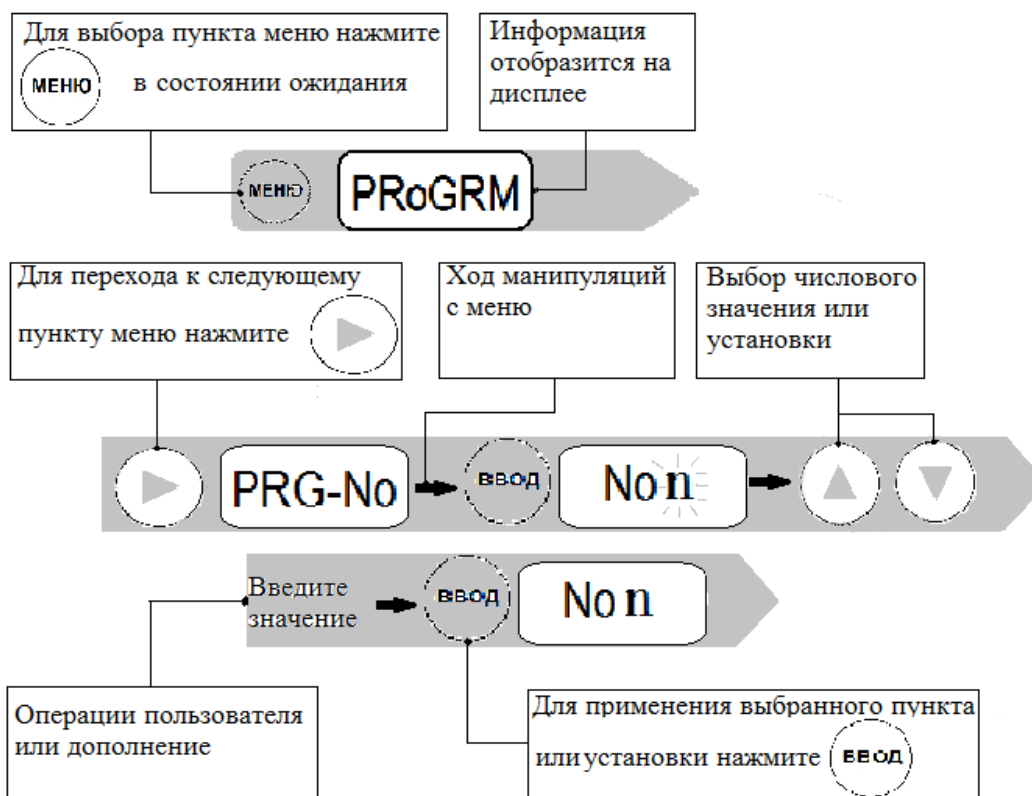 Для выбора пункта меню нажмите
МЕНЮ в состоянии ожидания
Информация
отобразится на
дисплее
МЕНЮ PRoGRM
Для перехода к следующему
пункту меню нажмите
Ход манипуляций
с меню
Выбор числового
значения или
установки
PRG-No ВВОД Non
Введите
значение
ВВОД Non
Операции пользователя
или дополнение
Для применения выбранного пункта
или установки нажмите ВВОД